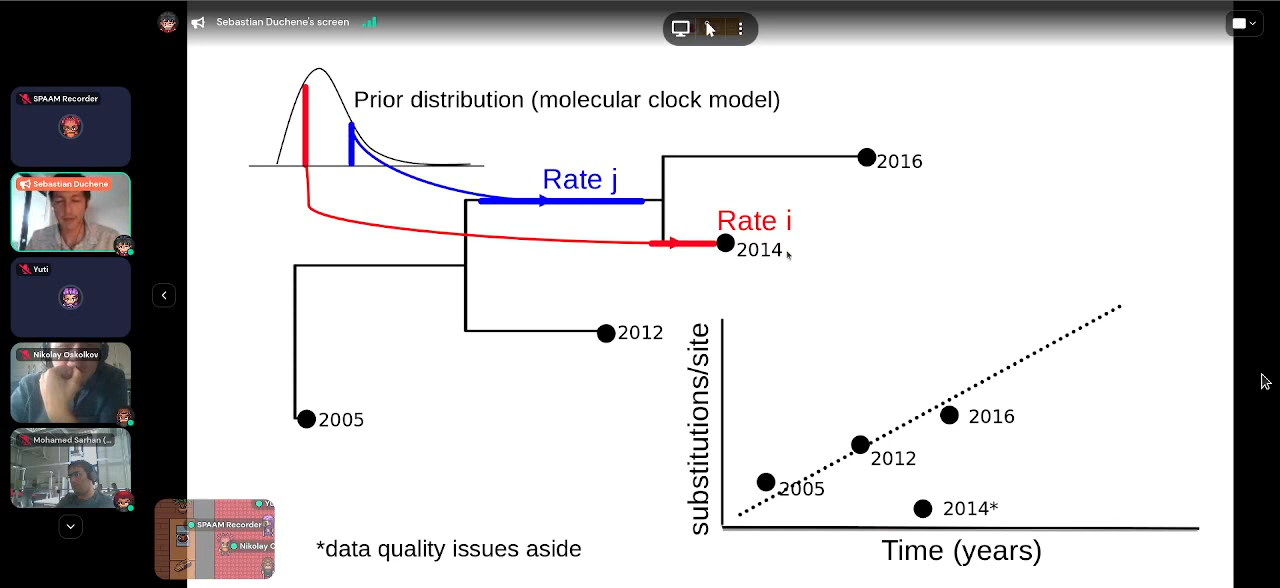 Sebastian Duchene's screen
SPAAM Recorder
Sebastian Duchene
Yuti
Nikolay Oskolkov
Mohamed Sarhan (...
SPAAM Recorder
Nikolay O
Prior distribution (molecular clock model)
Rate j
2016
Rate i
2014
2012
2005
substitutions/site
2016
2012
2005
2014*
Time (years)
*data quality issues aside